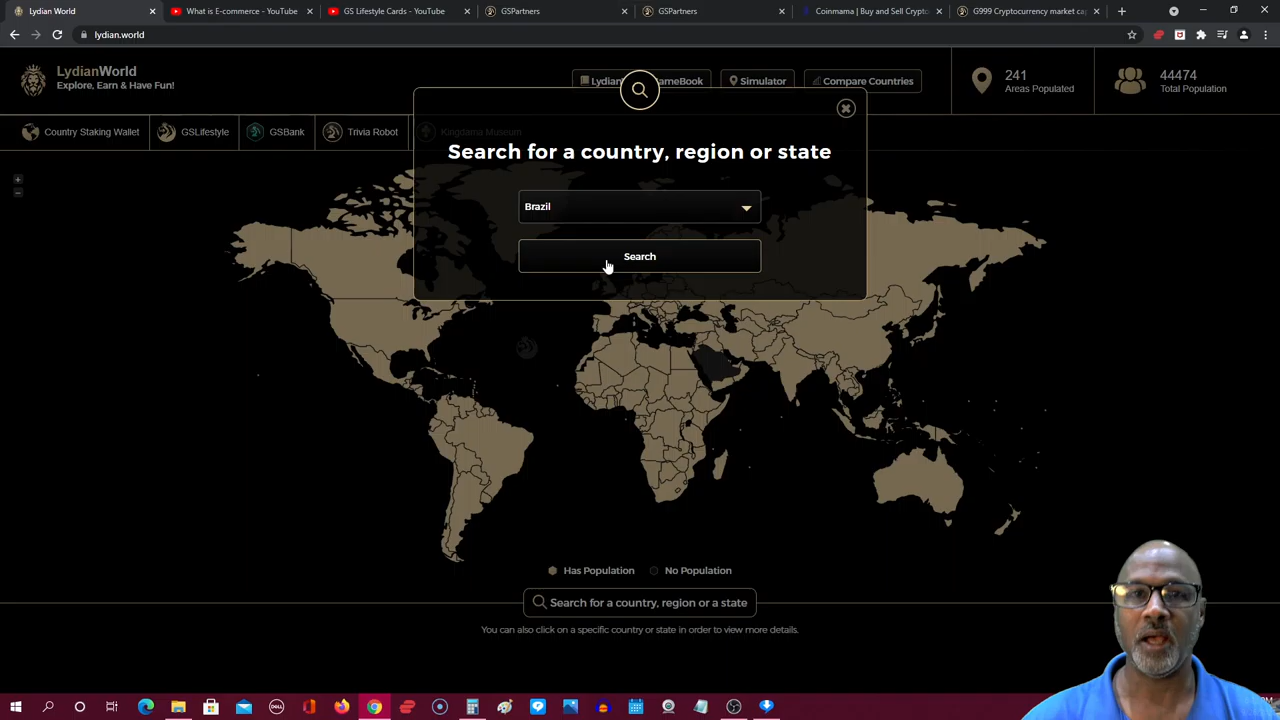 Lydian World
What is E-commerce - YouTube
GS Lifestyle Cards - YouTube
GSPartners
GSPartners
Coinmama | Buy and Sell Crypto
G999 Cryptocurrency market ca
lydian.world
LydianWorld
Explore, Earn & Have Fun!
Simulator
Compare Countries
241
Areas Populated
44474
Total Population
Country Staking Wallet
GSLifestyle
GSBank
Trivia Robot
Kingdama Museum
Search for a country, region or state
Brazil
Search
Has Population
No Population
Search for a country, region or a state
You can also click on a specific country or state in order to view more details.